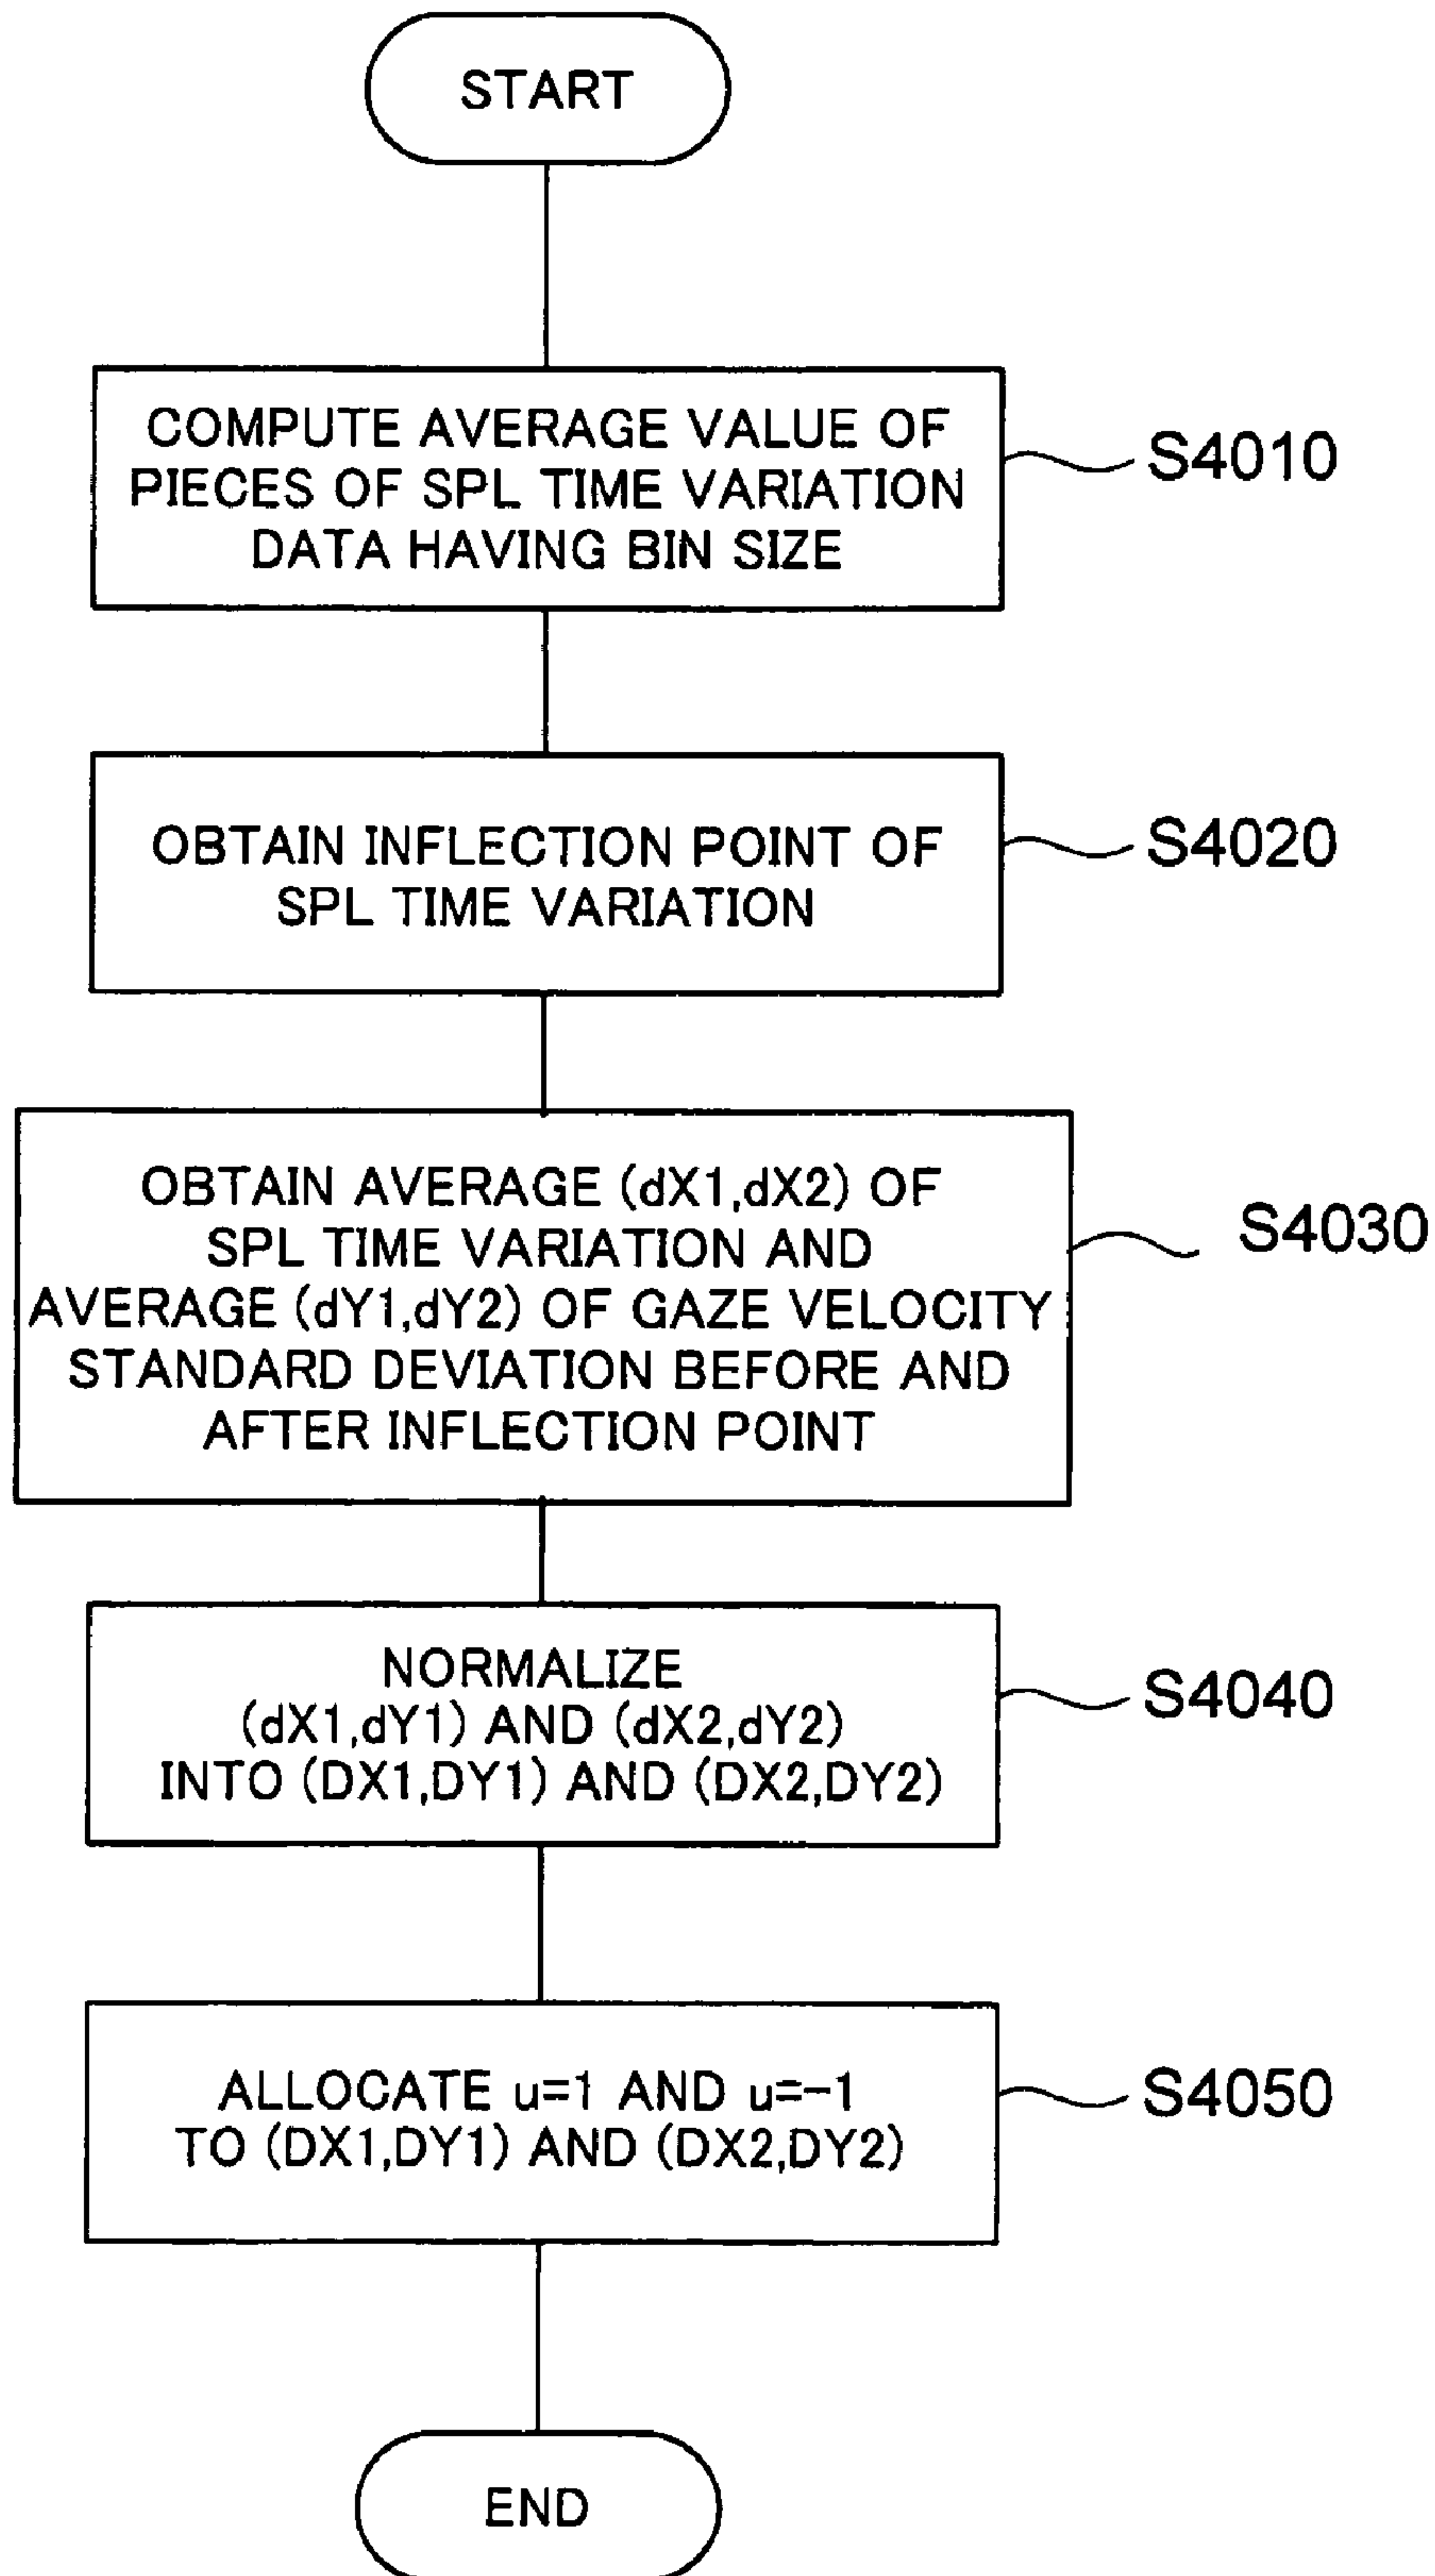 START
COMPUTE AVERAGE VALUE OF
PIECES OF SPL TIME VARIATION
DATA HAVING BIN SIZE
S4010
OBTAIN INFLECTION POINT OF
SPL TIME VARIATION
S4020
OBTAIN AVERAGE (dX1,dX2) OF
SPL TIME VARIATION AND
AVERAGE (dY1,dY2) OF GAZE VELOCITY
STANDARD DEVIATION BEFORE AND
AFTER INFLECTION POINT
S4030
NORMALIZE
(dX1,dY1) AND (dX2,dY2)
INTO (DX1,DY1) AND (DX2,DY2)
S4040
ALLOCATE u=1 AND u=-1
TO (DX1,DY1) AND (DX2,DY2)
S4050
END